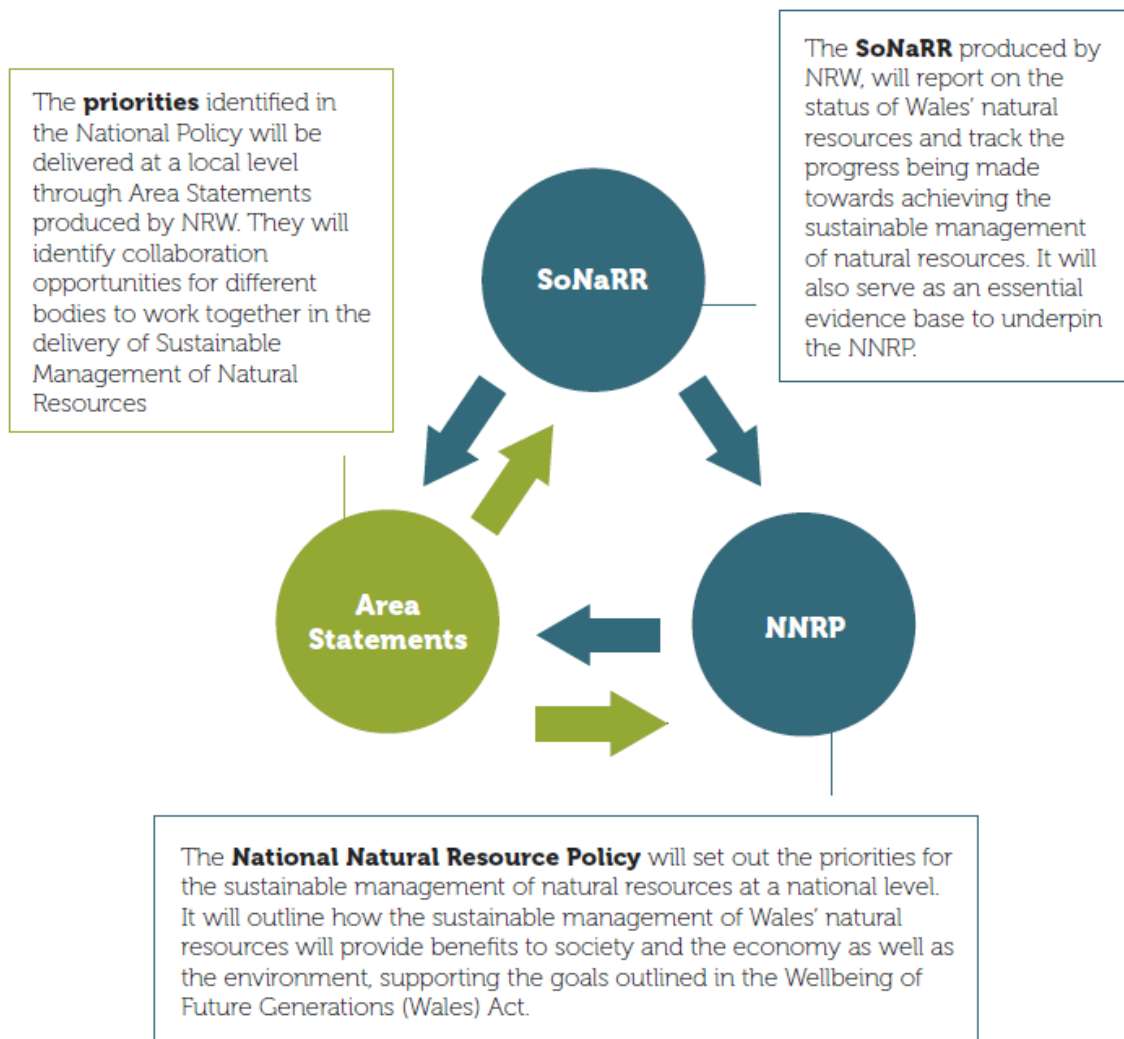 The priorities identified in
the National Policy will be
delivered at a local level
through Area Statements
produced by NRW. They will
identify collaboration
opportunities for different
bodies to work together in the
delivery of Sustainable
Management of Natural
Resources
The SoNaRR produced by
NRW, will report on the
status of Wales’ natural
resources and track the
progress being made
towards achieving the
sustainable management
of natural resources. It will
also serve as an essential
evidence base to underpin
the NNRP.
SoNaRR
Area
Statements
NNRP
The National Natural Resource Policy will set out the priorities for
the sustainable management of natural resources at a national level.
It will outline how the sustainable management of Wales’ natural
resources will provide benefits to society and the economy as well as
the environment, supporting the goals outlined in the Wellbeing of
Future Generations (Wales) Act.